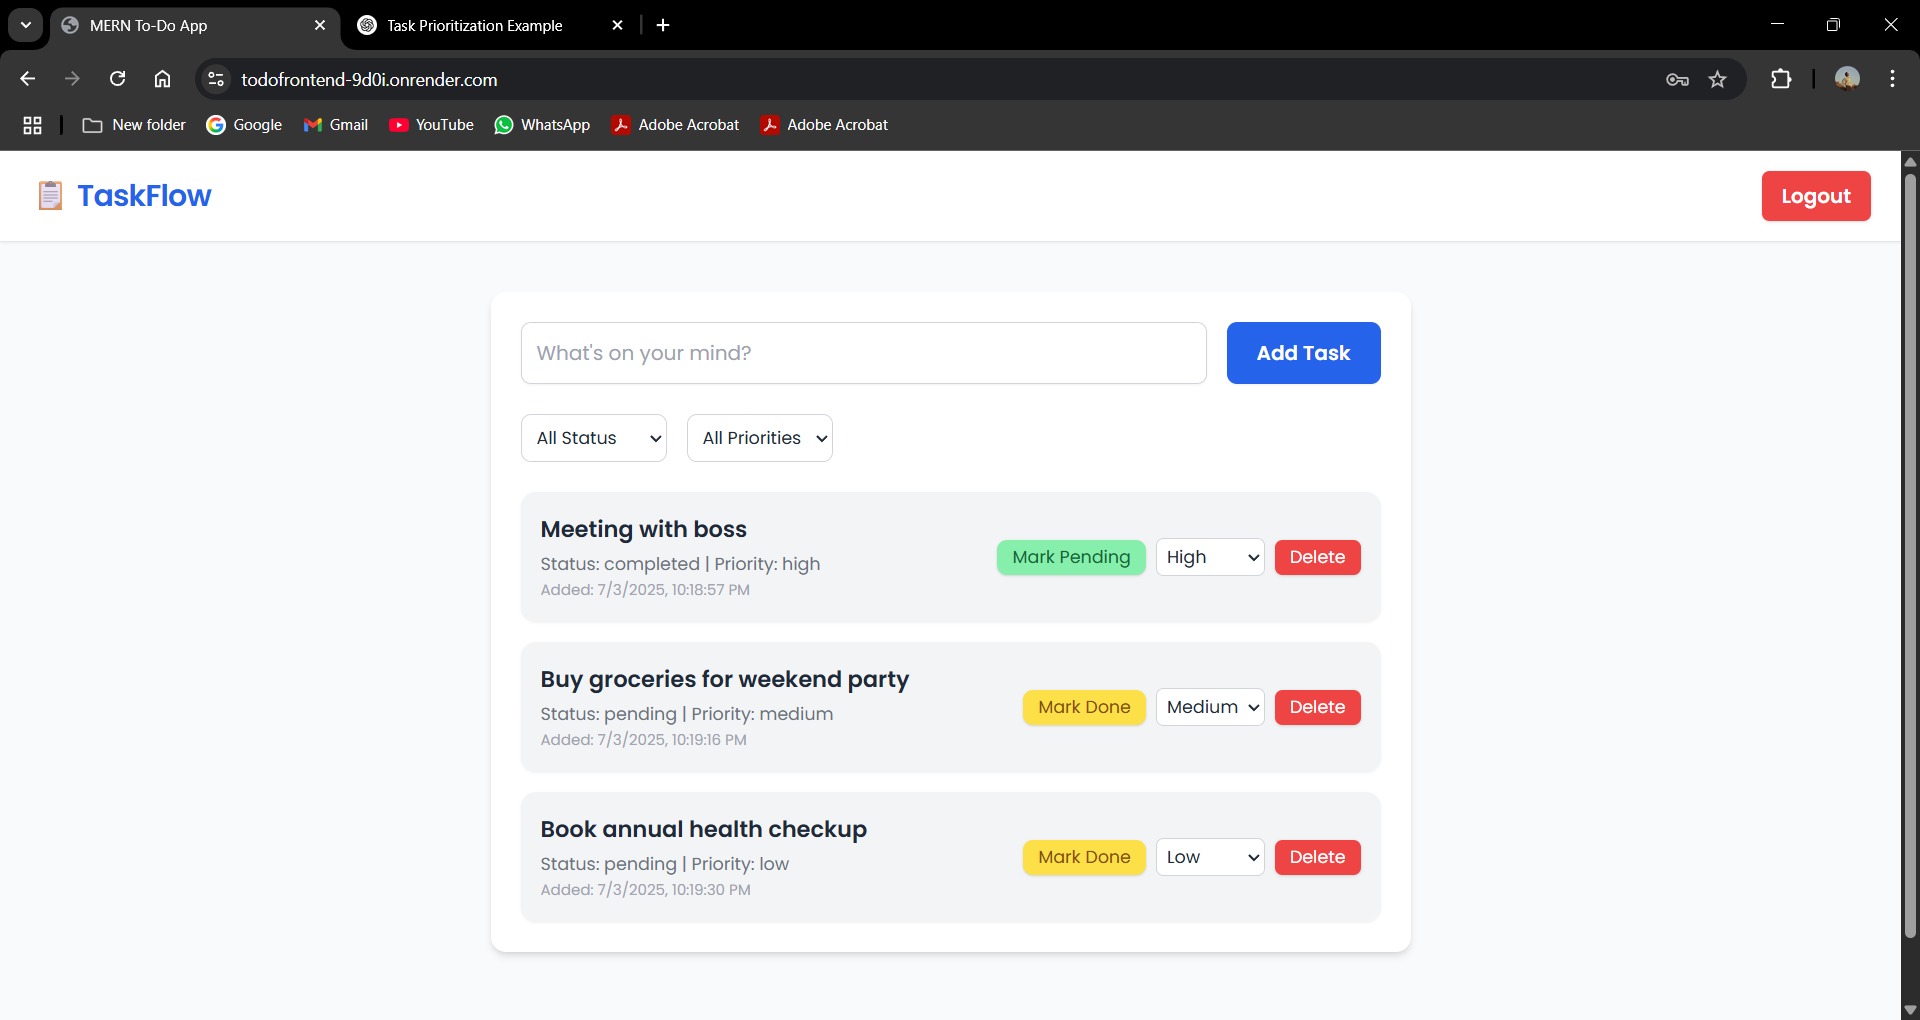 MERN To-Do App
Task Prioritization Example
todofrontend-9d0i.onrender.com
New folder
Google
Gmail
YouTube
WhatsApp
Adobe Acrobat
Adobe Acrobat
TaskFlow
Logout
What's on your mind?
Add Task
All Status
All Priorities
Meeting with boss
Status: completed | Priority: high
Added: 7/3/2025, 10:18:57 PM
Mark Pending
High
Delete
Buy groceries for weekend party
Status: pending | Priority: medium
Added: 7/3/2025, 10:19:16 PM
Mark Done
Medium
Delete
Book annual health checkup
Status: pending | Priority: low
Added: 7/3/2025, 10:19:30 PM
Mark Done
Low
Delete